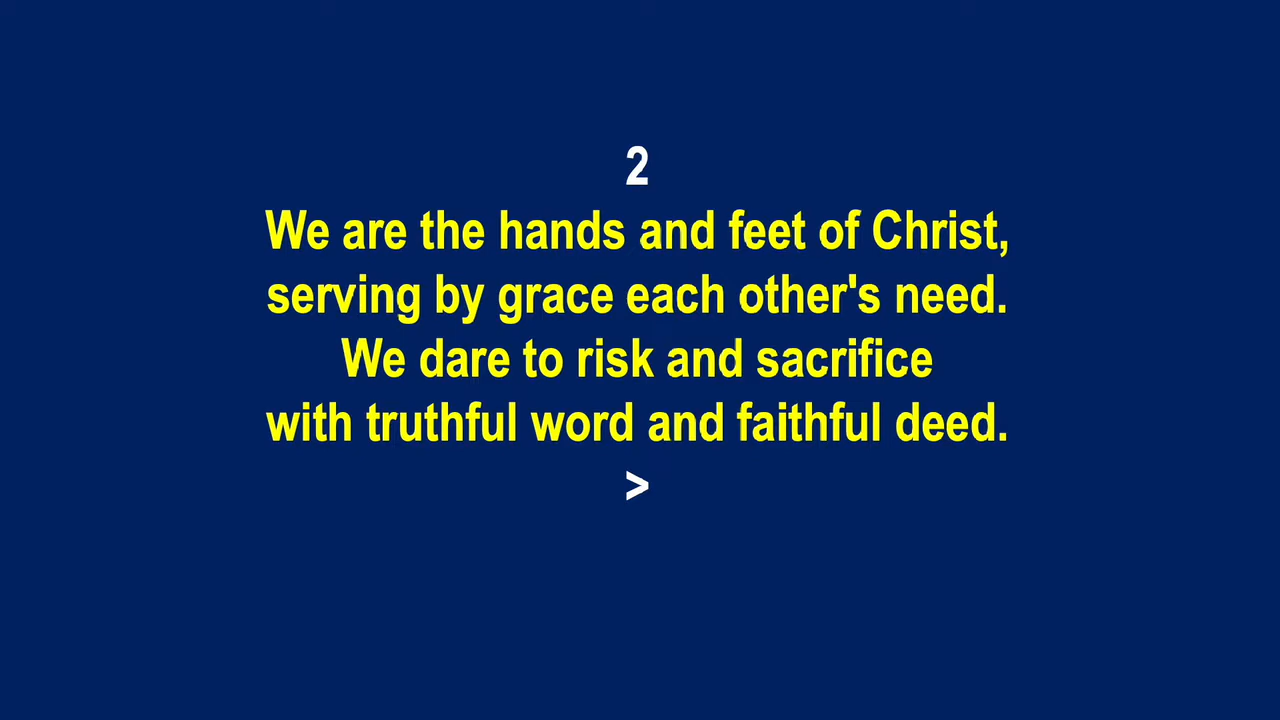 2
We are the hands and feet of Christ,
serving by grace each other's need.
We dare to risk and sacrifice
with truthful word and faithful deed.
>